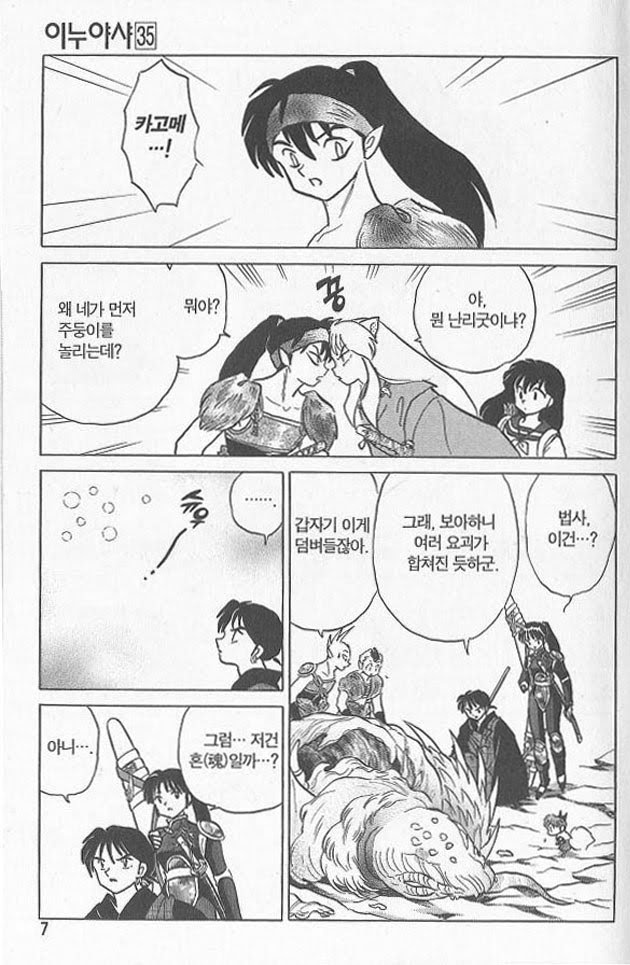 이누야샤 35
카고메
…!
야,
뭔 난리굿이냐?
꽁
뭐야?
왜 네가 먼저
주둥이를
놀리는데?
법사,
이건…?
그래, 보아하니
여러 요괴가
합쳐진 듯하군.
갑자기 이게
덤벼들잖아.
…….
슈우
그럼… 저건
혼(魂)일까…?
아니….
7